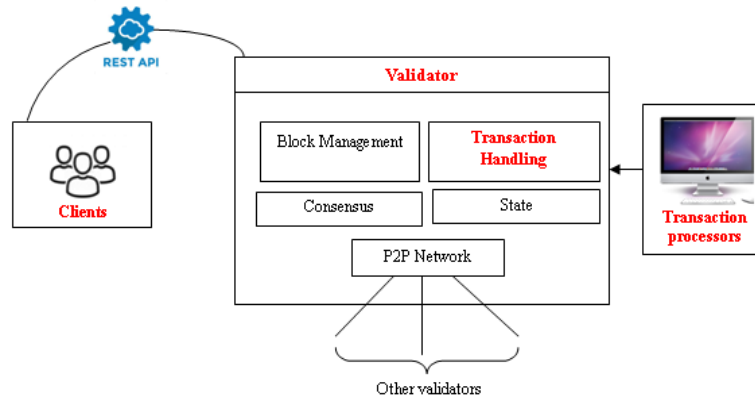 REST API
Validator
Block Management
Transaction
Handling
Clients
Consensus
State
Transaction
processors
P2P Network
Other validators